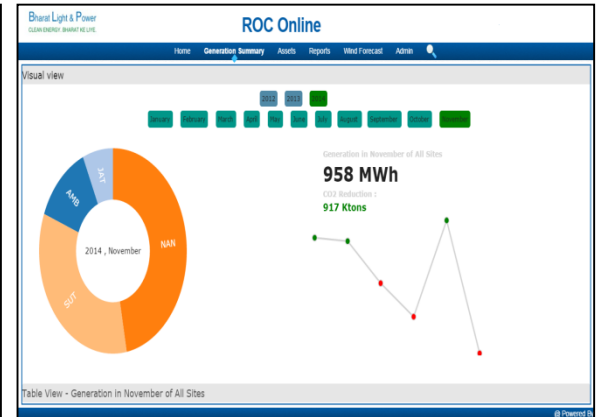 Bharat Light & Power
CLEAN ENERGY. BHARAT KE LIYE.
ROC Online
Home Generation Summary Assets Reports Wind Forecast Admin
Visual view
2012 2013 2014
January February March April May June July August September October November
Generation in November of All Sites
958 MWh
CO2 Reduction :
917 Ktons
JAT
AMB
NAN
2014 , November
SUT
Table View - Generation in November of All Sites
@ Powered By